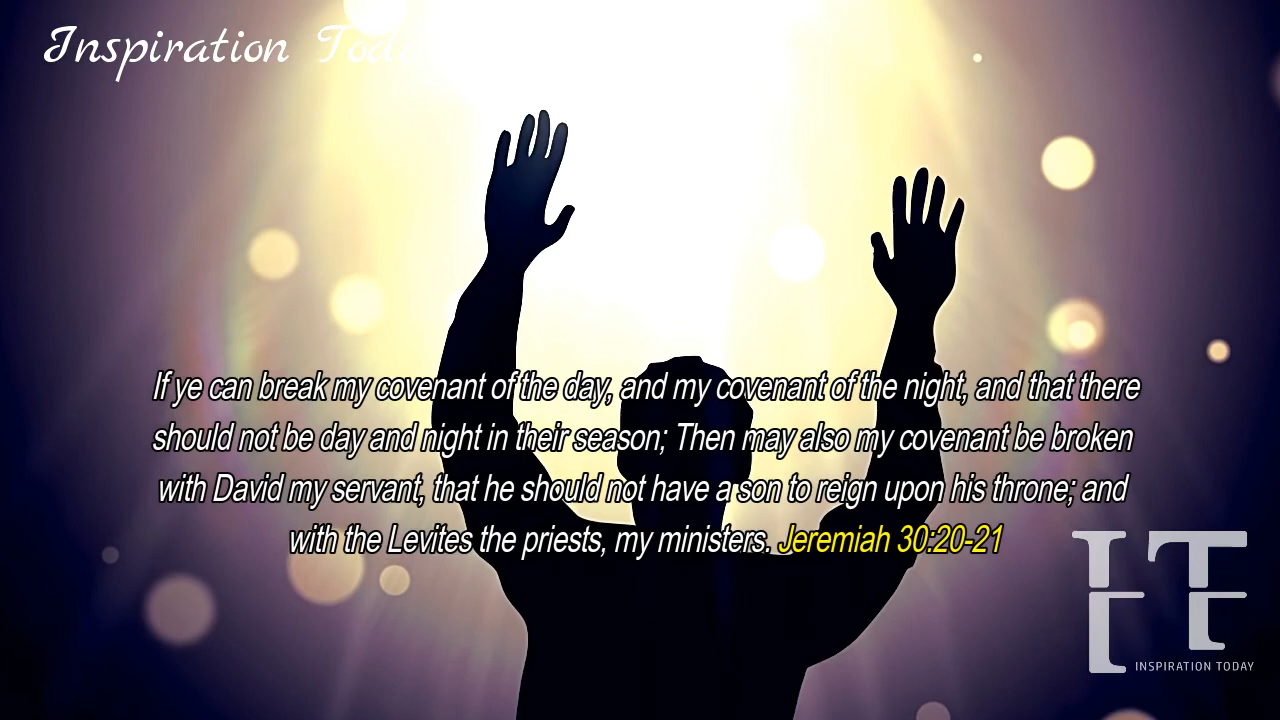 Inspiration Today
If ye can break my covenant of the day, and my covenant of the night, and that there
should not be day and night in their season; Then may also my covenant be broken
with David my servant, that he should not have a son to reign upon his throne; and
with the Levites the priests, my ministers. Jeremiah 30:20-21
IT
INSPIRATION TODAY